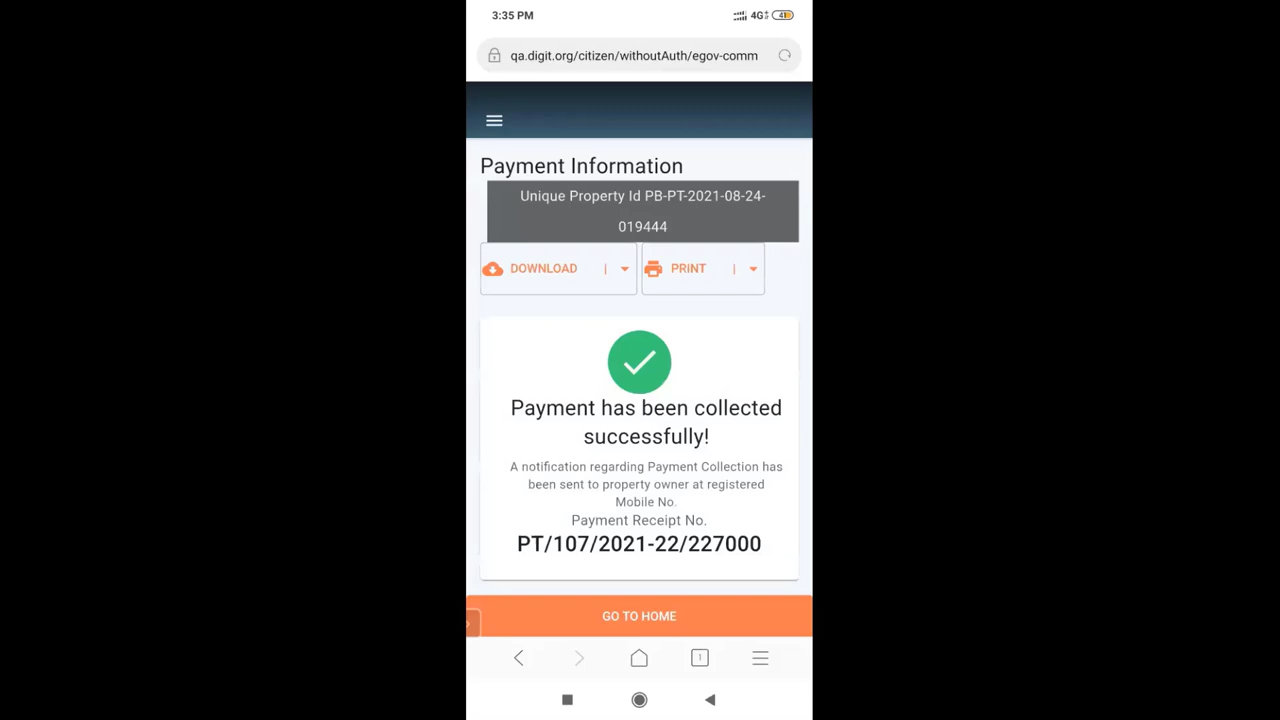 3:35 PM
4G+
41
qa.digit.org/citizen/withoutAuth/egov-comm
Payment Information
Unique Property Id PB-PT-2021-08-24-
019444
DOWNLOAD
PRINT
Payment has been collected
successfully!
A notification regarding Payment Collection has
been sent to property owner at registered
Mobile No.
Payment Receipt No.
PT/107/2021-22/227000
GO TO HOME
1